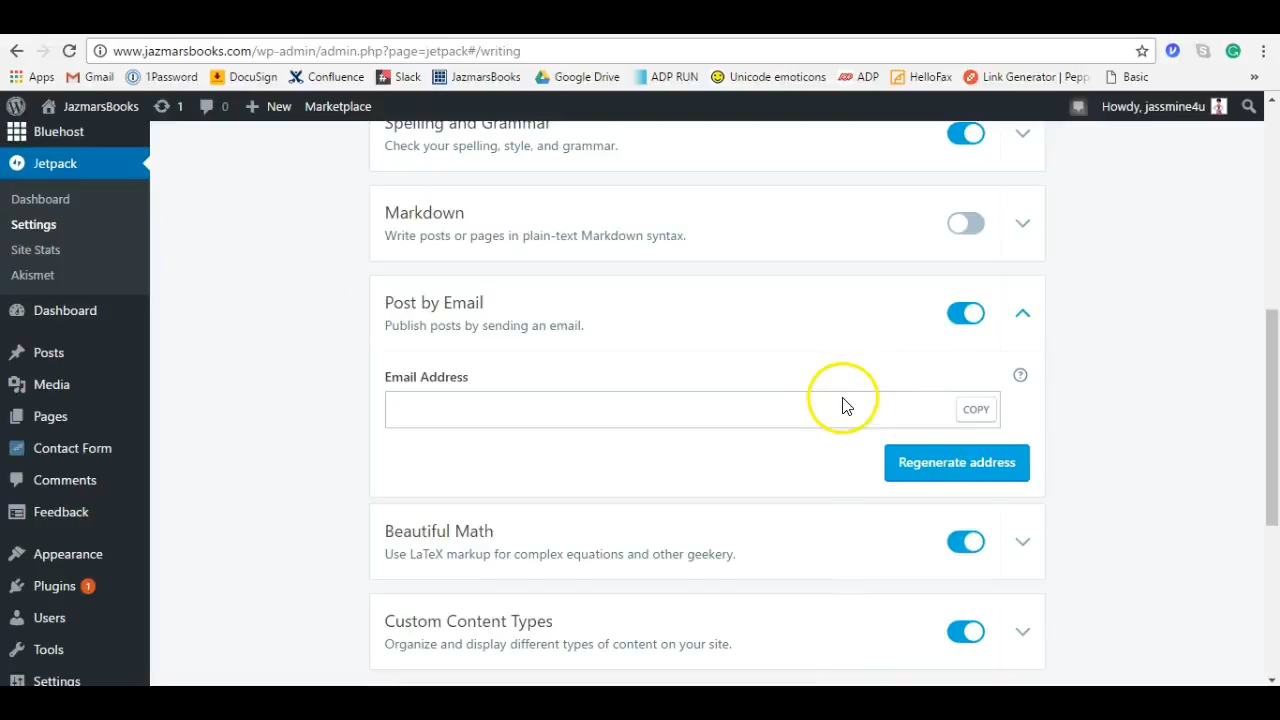 www.jazmarsbooks.com/wp-admin/admin.php?page=jetpack#/writing
Apps Gmail 1Password DocuSign Confluence Slack JazmarsBooks Google Drive ADP RUN Unicode emoticons ADP HelloFax Link Generator | Pepp Basic »
JazmarsBooks 1 0 New Marketplace Howdy, jassmine4u
Bluehost
Jetpack
Dashboard
Settings
Site Stats
Akismet
Dashboard
Posts
Media
Pages
Contact Form
Comments
Feedback
Appearance
Plugins 1
Users
Tools
Settings
Spelling and Grammar
Check your spelling, style, and grammar.
Markdown
Write posts or pages in plain-text Markdown syntax.
Post by Email
Publish posts by sending an email.
Email Address
COPY
Regenerate address
Beautiful Math
Use LaTeX markup for complex equations and other geekery.
Custom Content Types
Organize and display different types of content on your site.